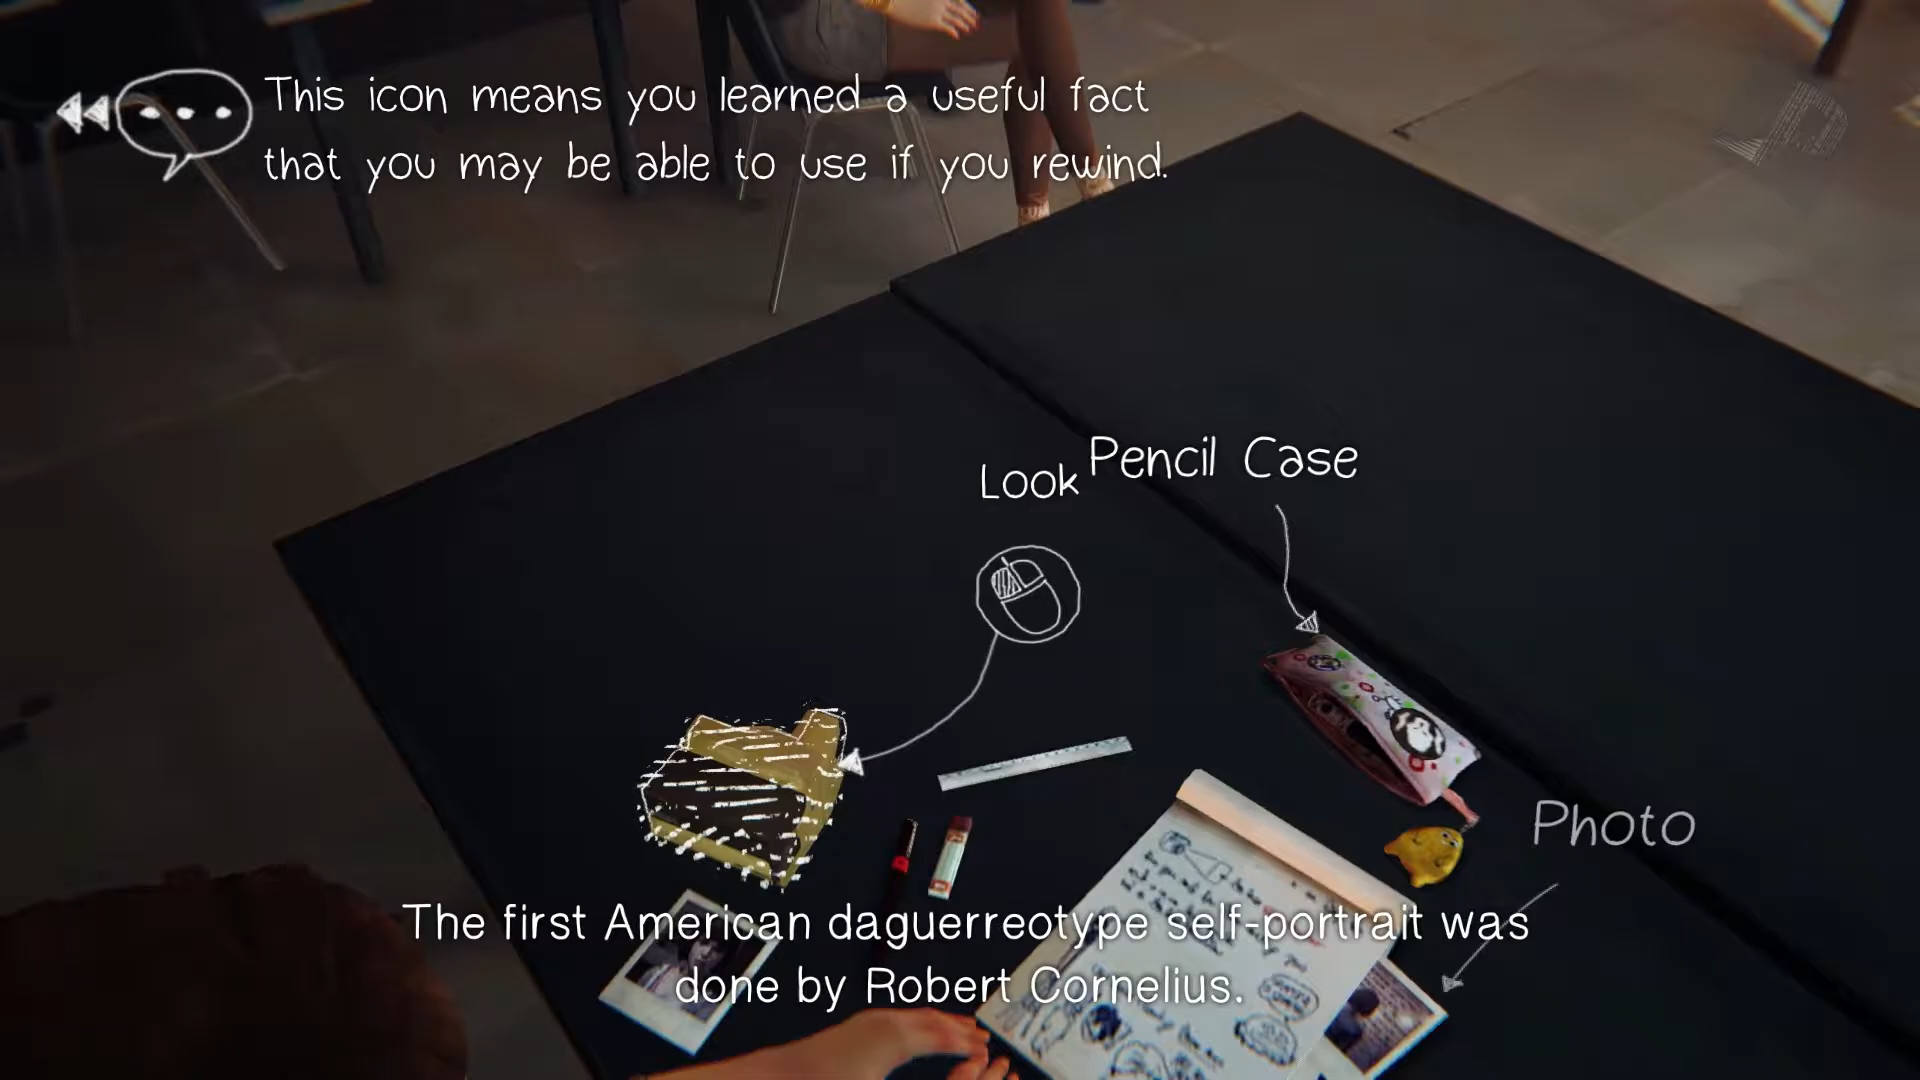 This icon means you learned a useful fact
that you may be able to use if you rewind.
Look
Pencil Case
Photo
The first American daguerreotype self-portrait was
done by Robert Cornelius.